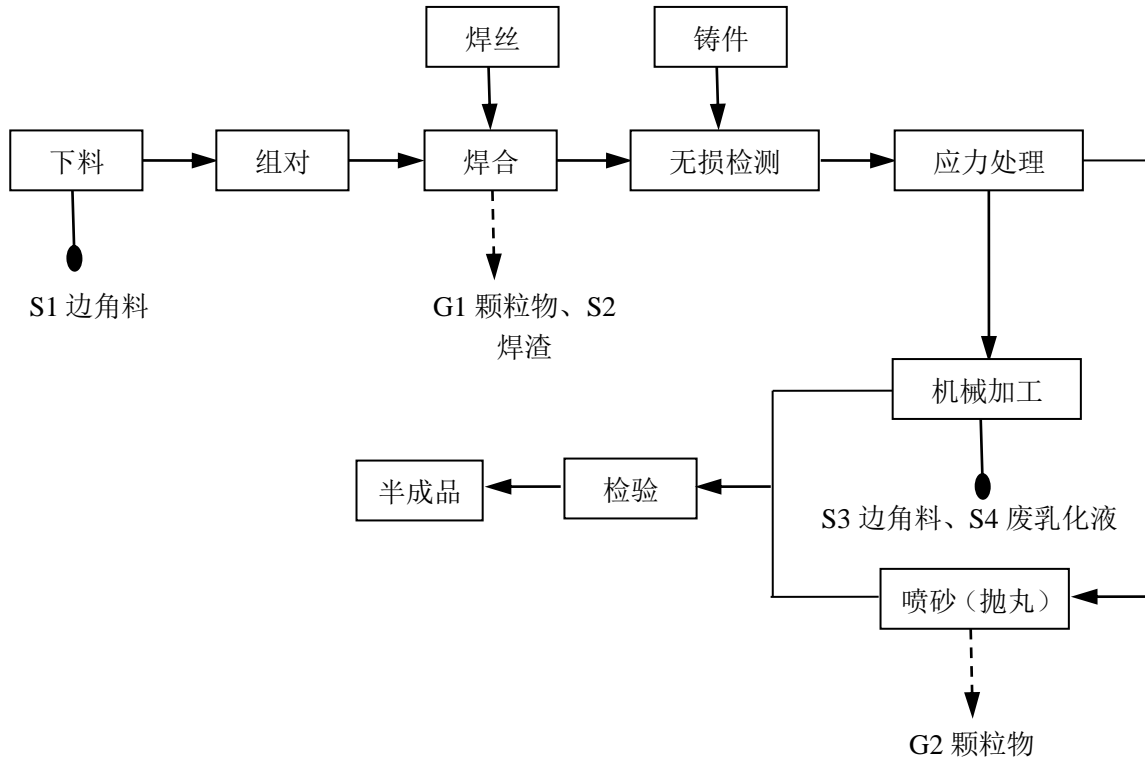 焊丝
铸件
下料
组对
焊合
无损检测
应力处理
S1 边角料
G1 颗粒物、S2
焊渣
机械加工
半成品
检验
S3 边角料、S4 废乳化液
喷砂（抛丸）
G2 颗粒物